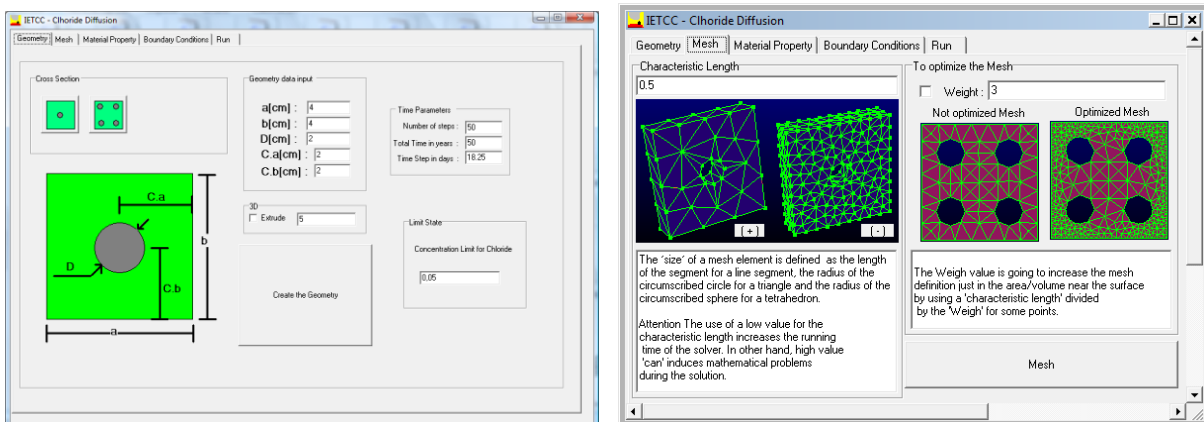 IETCC - Clhoride Diffusion
Geometry Mesh Material Property Boundary Conditions Run
Cross Section
Geometry data input
a[cm] : 4
b[cm] : 4
D[cm] : 2
C.a[cm] : 2
C.b[cm] : 2
Time Parameters
Number of steps : 50
Total Time in years : 50
Time Step in days : 18.25
3D
Extrude 5
Limit State
Concentration Limit for Chloride
0,05
Create the Geometry
C.a
b
D
C.b
a
IETCC - Clhoride Diffusion
Geometry Mesh Material Property Boundary Conditions Run
Characteristic Length
0.5
(+)
(-)
The 'size' of a mesh element is defined as the length
of the segment for a line segment, the radius of the
circumscribed circle for a triangle and the radius of the
circumscribed sphere for a tetrahedron.
Attention The use of a low value for the
characteristic length increases the running
time of the solver. In other hand, high value
'can' induces mathematical problems
during the solution.
To optimize the Mesh
Weight : 3
Not optimized Mesh
Optimized Mesh
The Weigh value is going to increase the mesh
definition just in the area/volume near the surface
by using a 'characteristic length' divided
by the 'Weigh' for some points.
Mesh